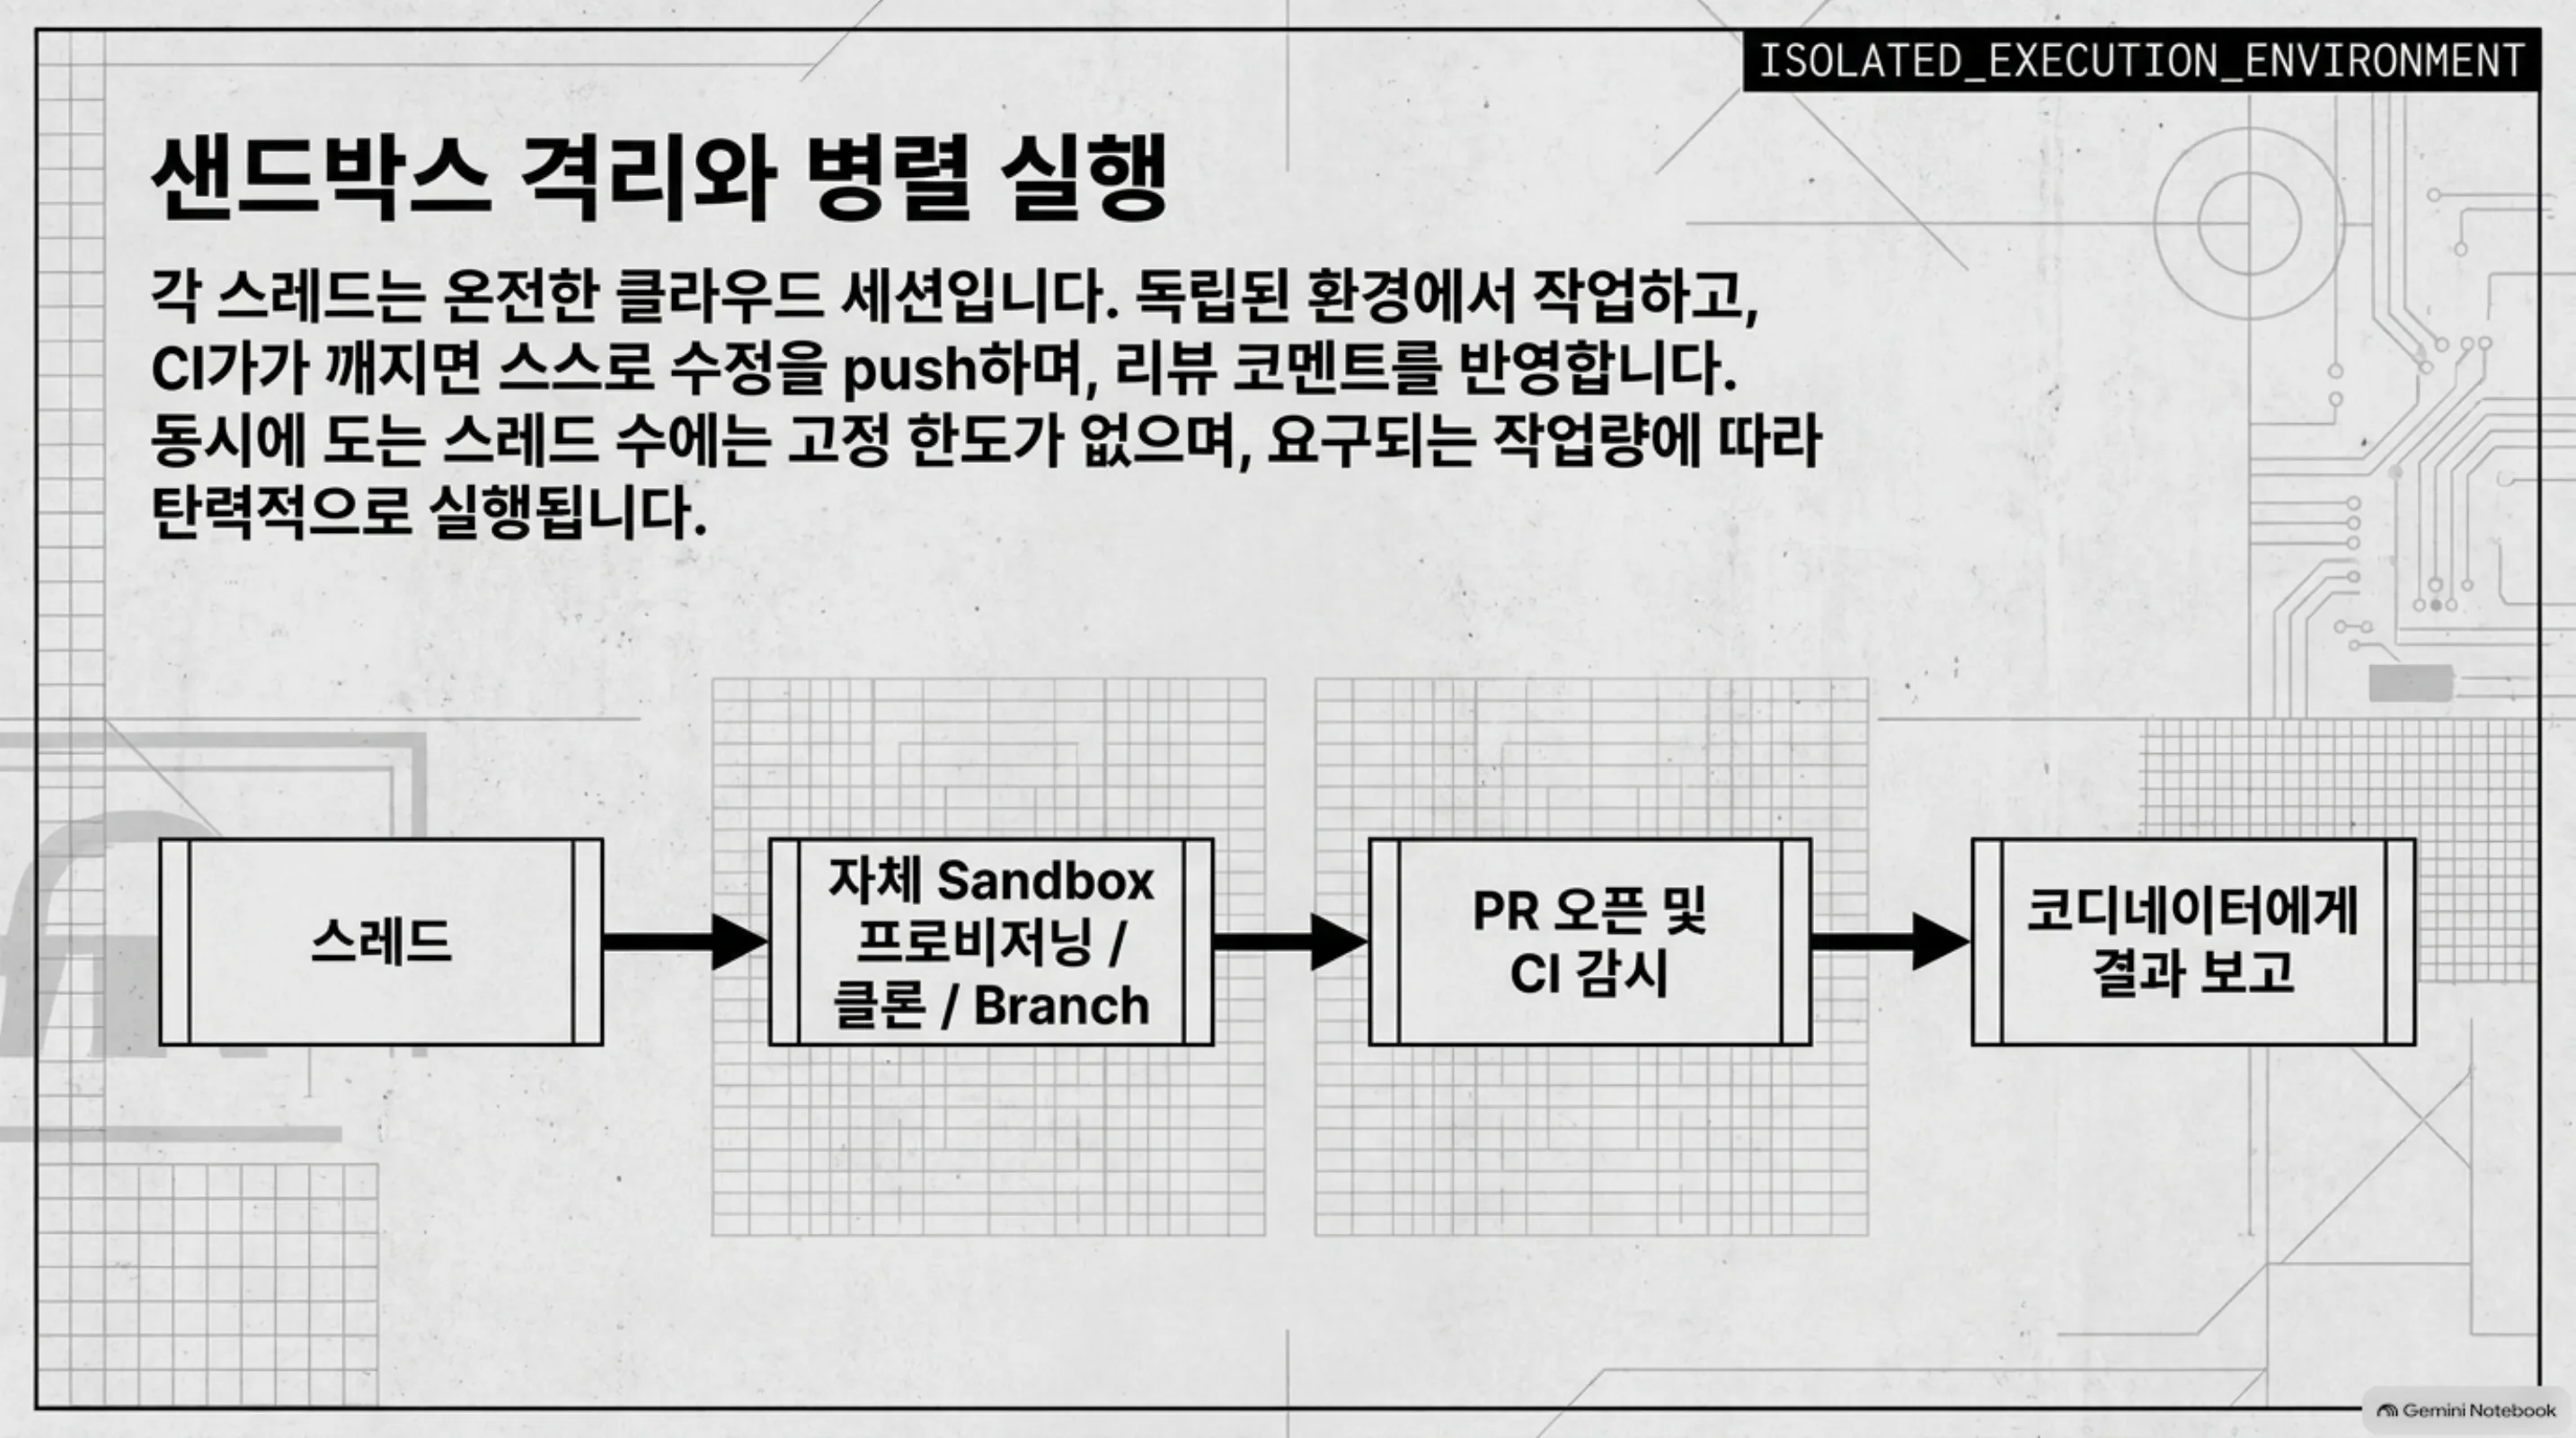 ISOLATED_EXECUTION_ENVIRONMENT
샌드박스 격리와 병렬 실행
각 스레드는 온전한 클라우드 세션입니다. 독립된 환경에서 작업하고,
CI가가 깨지면 스스로 수정을 push하며, 리뷰 코멘트를 반영합니다.
동시에 도는 스레드 수에는 고정 한도가 없으며, 요구되는 작업량에 따라
탄력적으로 실행됩니다.
스레드
자체 Sandbox
프로비저닝 /
클론 / Branch
PR 오픈 및
CI 감시
코디네이터에게
결과 보고
Gemini Notebook